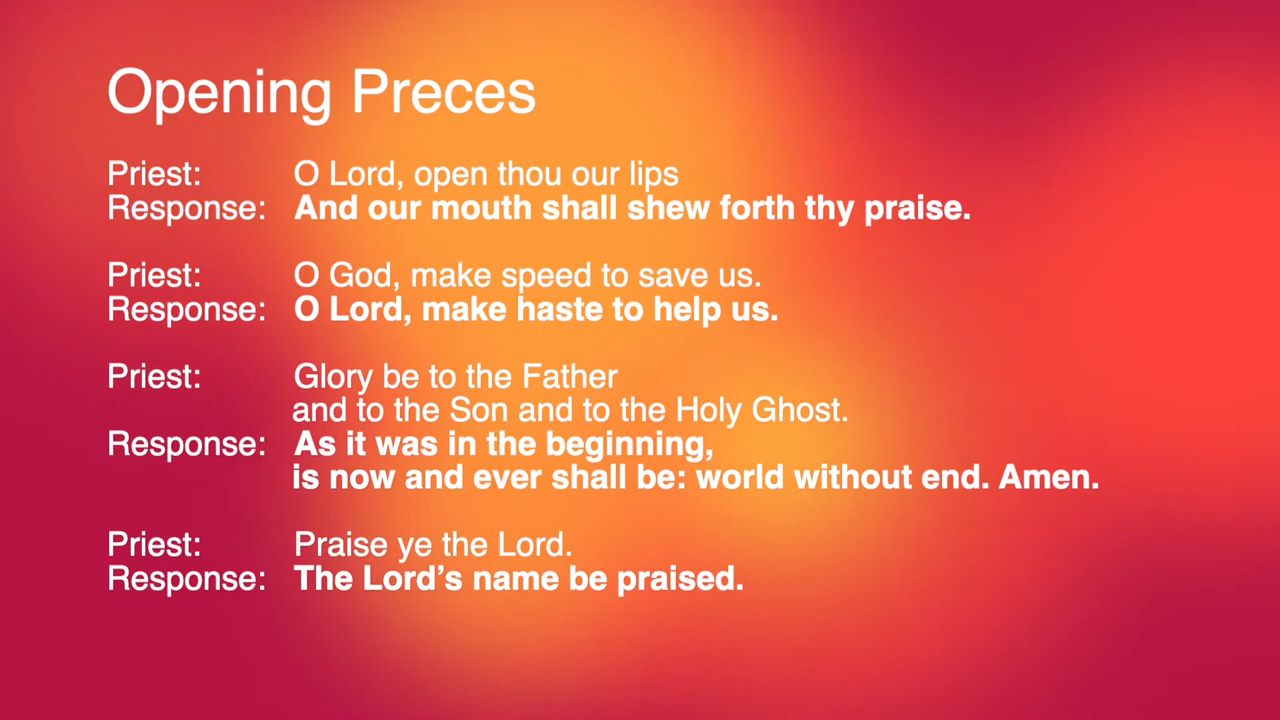 Opening Preces
Priest: O Lord, open thou our lips
Response: And our mouth shall shew forth thy praise.
Priest: O God, make speed to save us.
Response: O Lord, make haste to help us.
Priest: Glory be to the Father
and to the Son and to the Holy Ghost.
Response: As it was in the beginning,
is now and ever shall be: world without end. Amen.
Priest: Praise ye the Lord.
Response: The Lord’s name be praised.